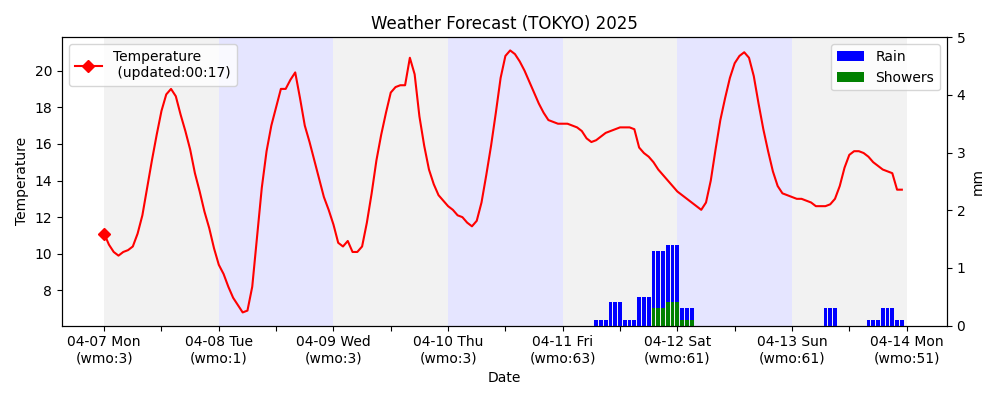 Weather Forecast (TOKYO) 2025
Temperature
(updated:00:17)
Rain
Showers
Temperature
20
18
16
14
12
10
8
5
4
3
2
1
0
mm
04-07 Mon
(wmo:3)
04-08 Tue
(wmo:1)
04-09 Wed
(wmo:3)
04-10 Thu
(wmo:3)
04-11 Fri
(wmo:63)
04-12 Sat
(wmo:61)
04-13 Sun
(wmo:61)
04-14 Mon
(wmo:51)
Date